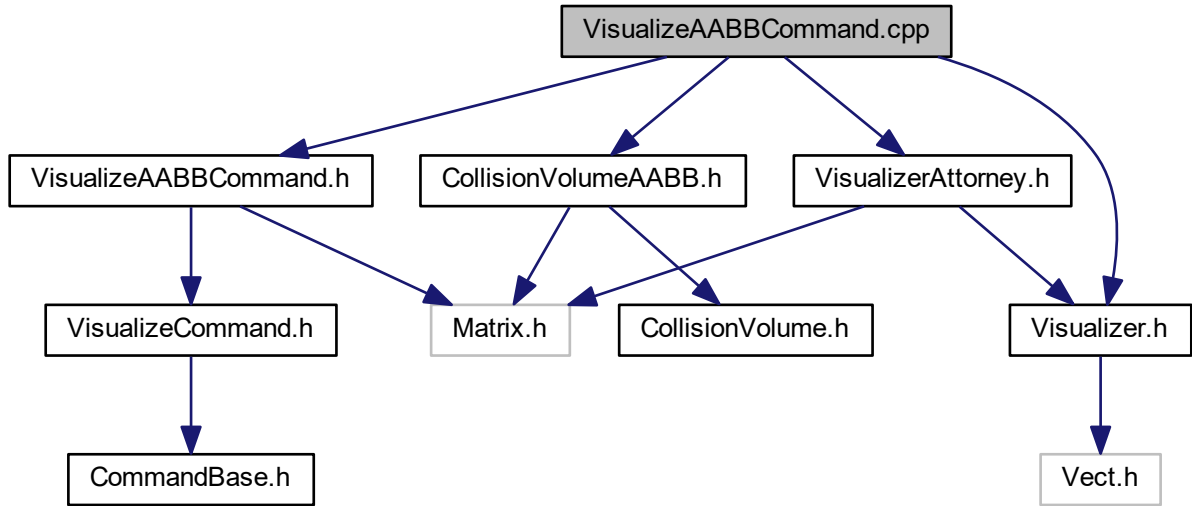 VisualizeAABBCommand.cpp
VisualizeAABBCommand.h
CollisionVolumeAABB.h
VisualizerAttorney.h
VisualizeCommand.h
Matrix.h
CollisionVolume.h
Visualizer.h
CommandBase.h
Vect.h